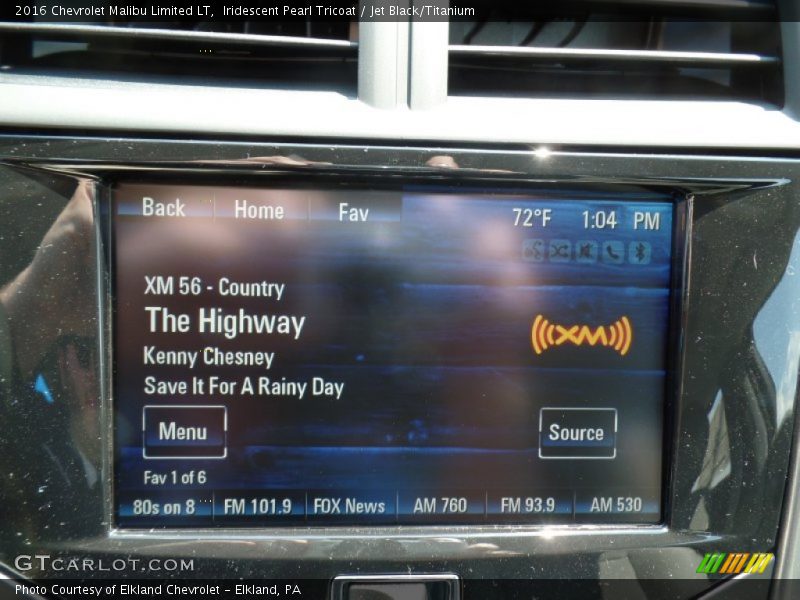 2016 Chevrolet Malibu Limited LT, Iridescent Pearl Tricoat / Jet Black/Titanium
Back Home Fav 72°F 1:04 PM
XM 56 - Country
The Highway
((XM))
Kenny Chesney
Save It For A Rainy Day
Menu Source
Fav 1 of 6
80s on 8 FM 101.9 FOX News AM 760 FM 93.9 AM 530
GTCARLOT.COM
Photo Courtesy of Elkland Chevrolet - Elkland, PA